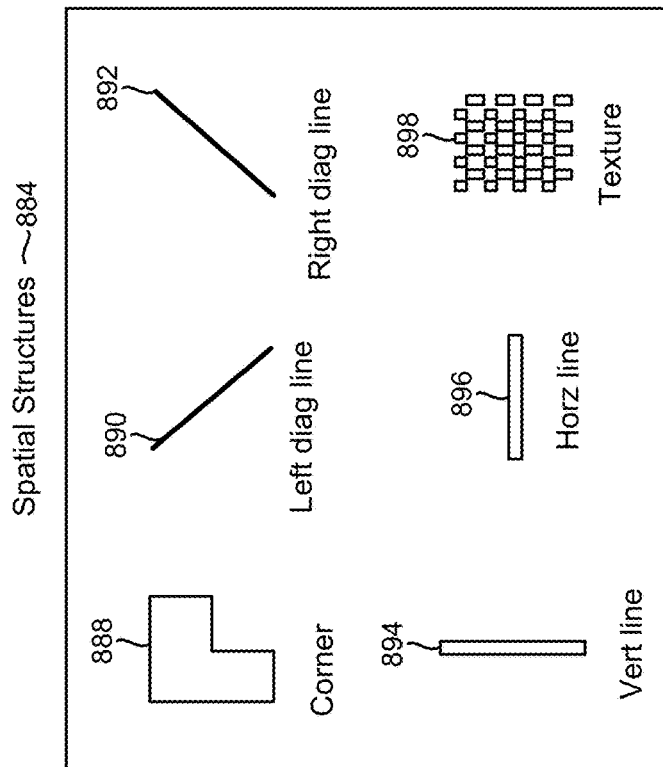 Spatial Structures ~884
888
890
892
Corner
Left diag line
Right diag line
894
896
898
Vert line
Horz line
Texture